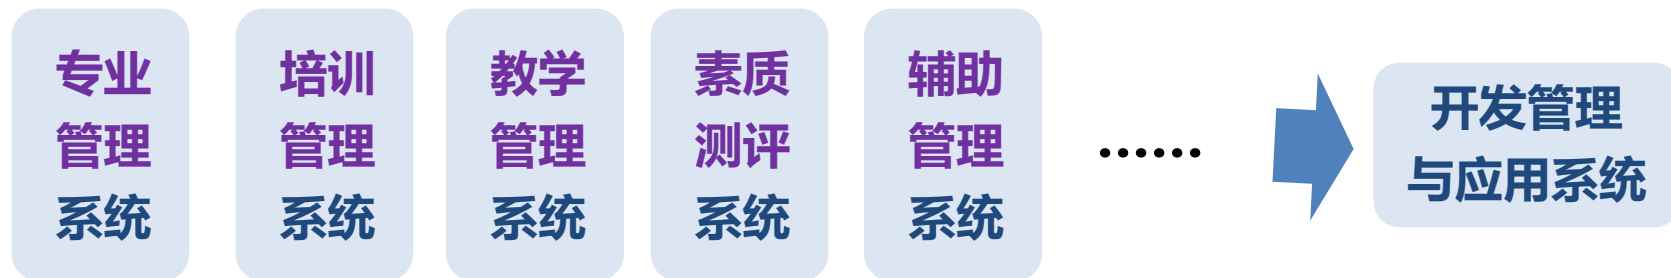 专业
管理
系统
培训
管理
系统
教学
管理
系统
素质
测评
系统
辅助
管理
系统
……
开发管理
与应用系统